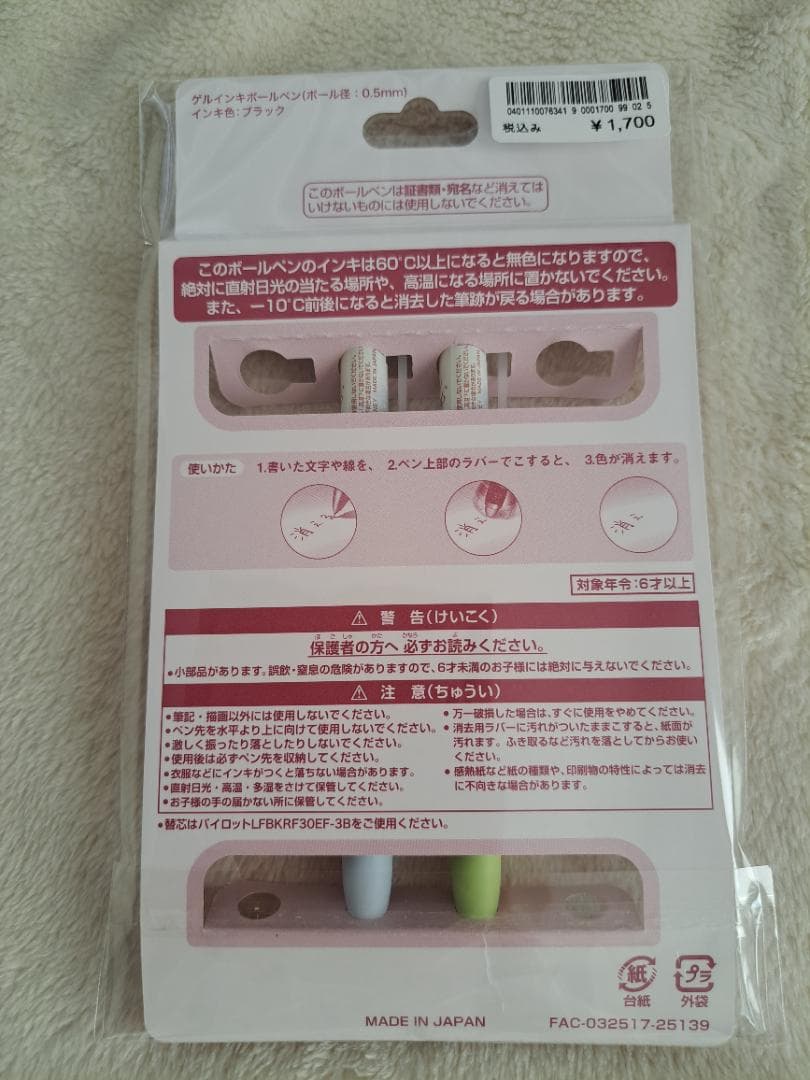 ゲルインキボールペン(ボール径：0.5mm)
インキ色：ブラック
0401110076341 9 0001700 99 02 5
税込み ￥1,700
このボールペンは証書類・宛名など消えては
いけないものには使用しないでください。
このボールペンのインキは60℃以上になると無色になりますので、
絶対に直射日光の当たる場所や、高温になる場所に置かないでください。
また、－10℃前後になると消去した筆跡が戻る場合があります。
MADE IN JAPAN
MADE IN JAPAN
使いかた 1.書いた文字や線を、 2.ペン上部のラバーでこすると、 3.色が消えます。
消える
消え
消え
対象年令：6才以上
⚠ 警 告(けいこく)
保護者の方へ 必ずお読みください。
•小部品があります。誤飲・窒息の危険がありますので、6才未満のお子様には絶対に与えないでください。
⚠ 注 意(ちゅうい)
•筆記・描画以外には使用しないでください。
•ペン先を水平より上に向けて使用しないでください。
•激しく振ったり落としたりしないでください。
•使用後は必ずペン先を収納してください。
•衣服などにインキがつくと落ちない場合があります。
•直射日光・高温・多湿をさけて保管してください。
•お子様の手の届かない所に保管してください。
•万一破損した場合は、すぐに使用をやめてください。
•消去用ラバーに汚れがついたままこすると、紙面が
汚れます。ふき取るなど汚れを落としてからお使い
ください。
•感熱紙など紙の種類や、印刷物の特性によっては消去
に不向きな場合があります。
•替芯はパイロットLFBKRF30EF-3Bをご使用ください。
紙
台紙
プラ
外袋
MADE IN JAPAN
FAC-032517-25139